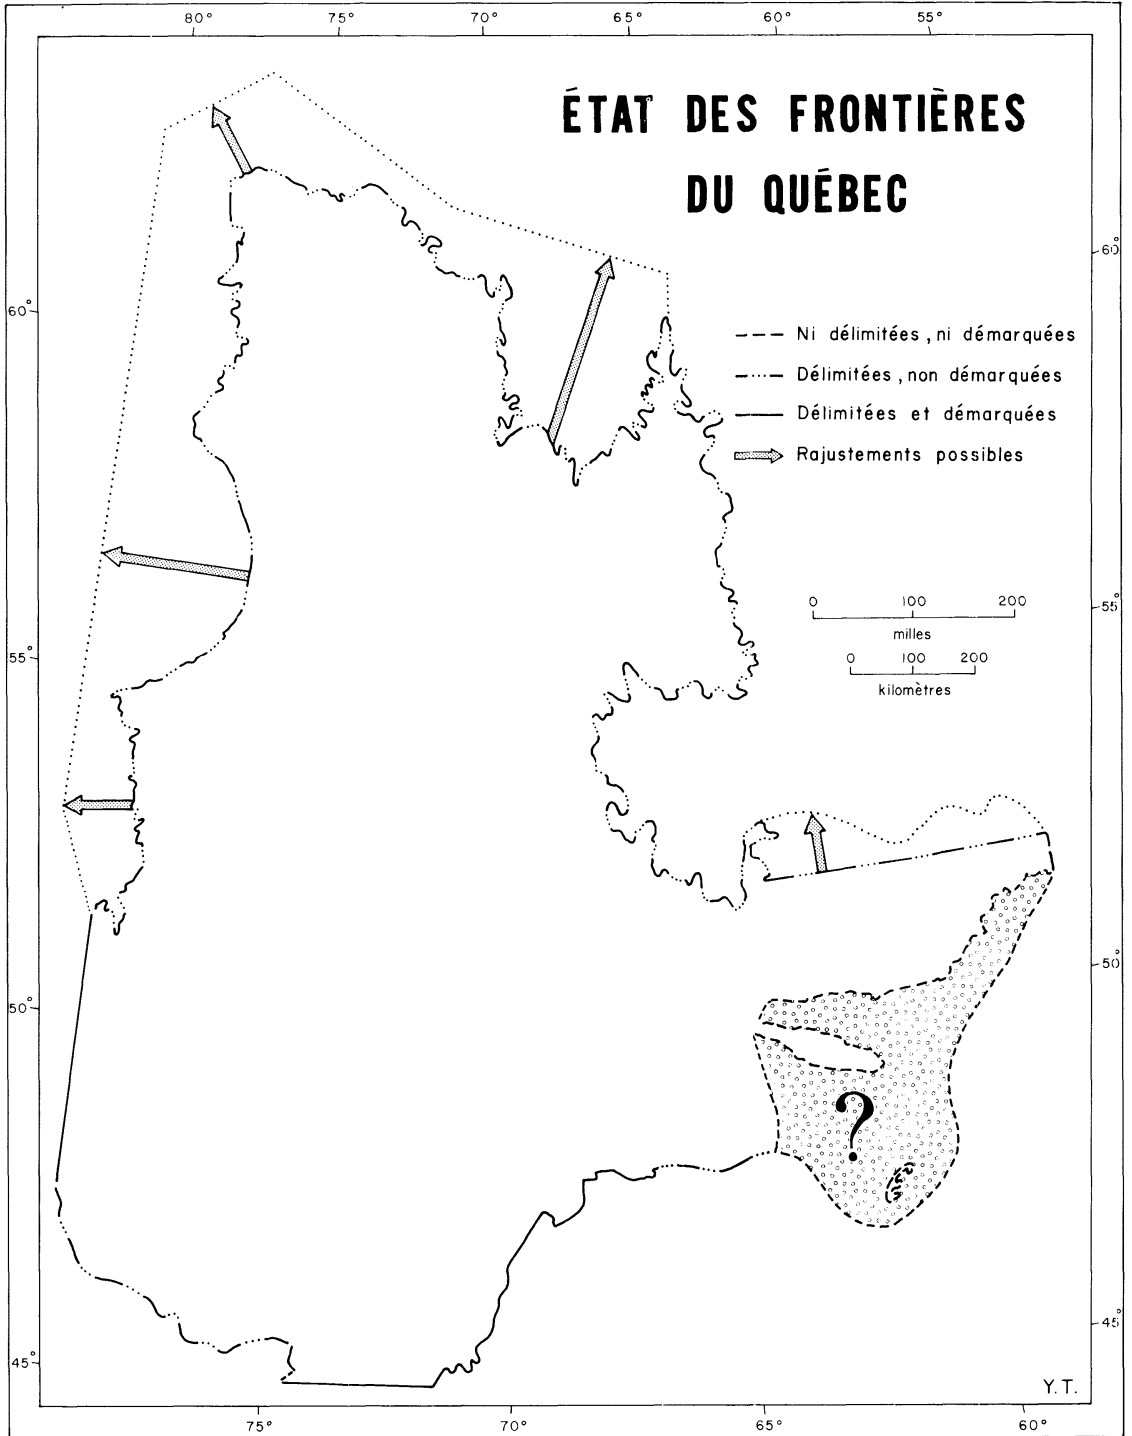 80° 75° 70° 65° 60° 55°
ÉTAT DES FRONTIÈRES
DU QUÉBEC
60°
60°
Ni délimitées, ni démarquées
Délimitées, non démarquées
Délimitées et démarquées
Rajustements possibles
0 100 200
milles
55°
0 100 200
kilomètres
55°
50°
50°
?
45°
45°
Y.T.
75° 70° 65° 60°